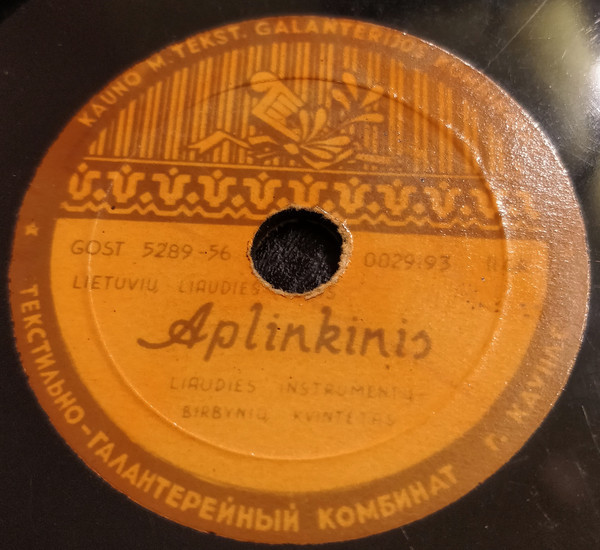 KAUNO M. TEKST. GALANTERIJOS
GOST 5289-56 0029.93
LIETUVIŲ LIAUDIES
Aplinkinis
LIAUDIES INSTRUMENTŲ-
BIRBYNIŲ KVINTETAS
★ ТЕКСТИЛЬНО-ГАЛАНТЕРЕЙНЫЙ КОМБИНАТ Г. КАУНАС